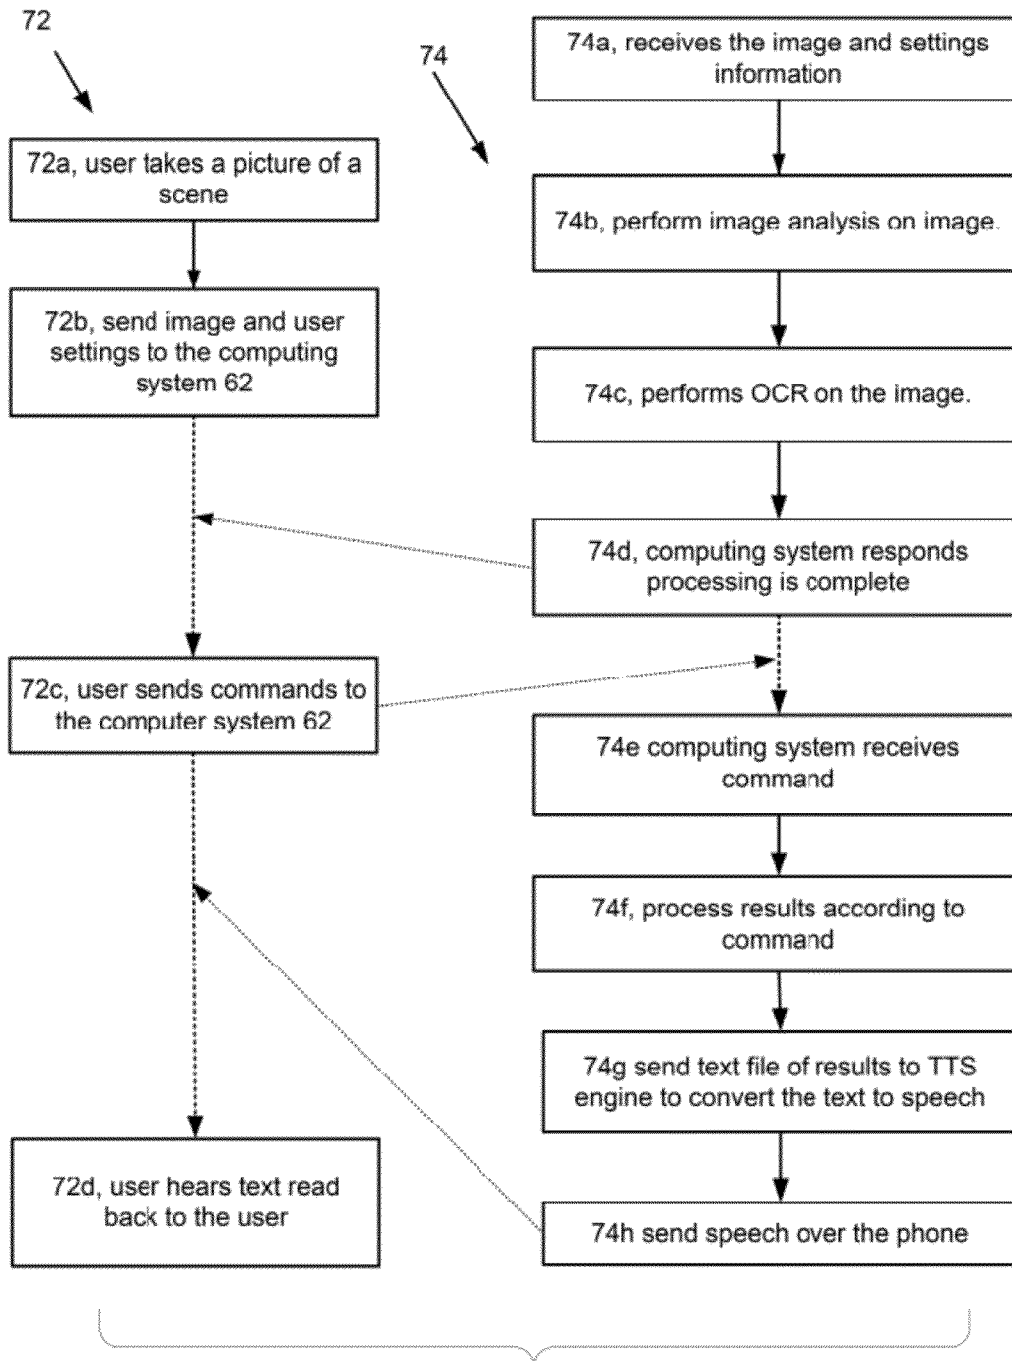 72
72a, user takes a picture of a
scene
72b, send image and user
settings to the computing
system 62
72c, user sends commands to
the computer system 62
72d, user hears text read
back to the user
74
74a, receives the image and settings
information
74b, perform image analysis on image.
74c, performs OCR on the image.
74d, computing system responds
processing is complete
74e computing system receives
command
74f, process results according to
command
74g send text file of results to TTS
engine to convert the text to speech
74h send speech over the phone